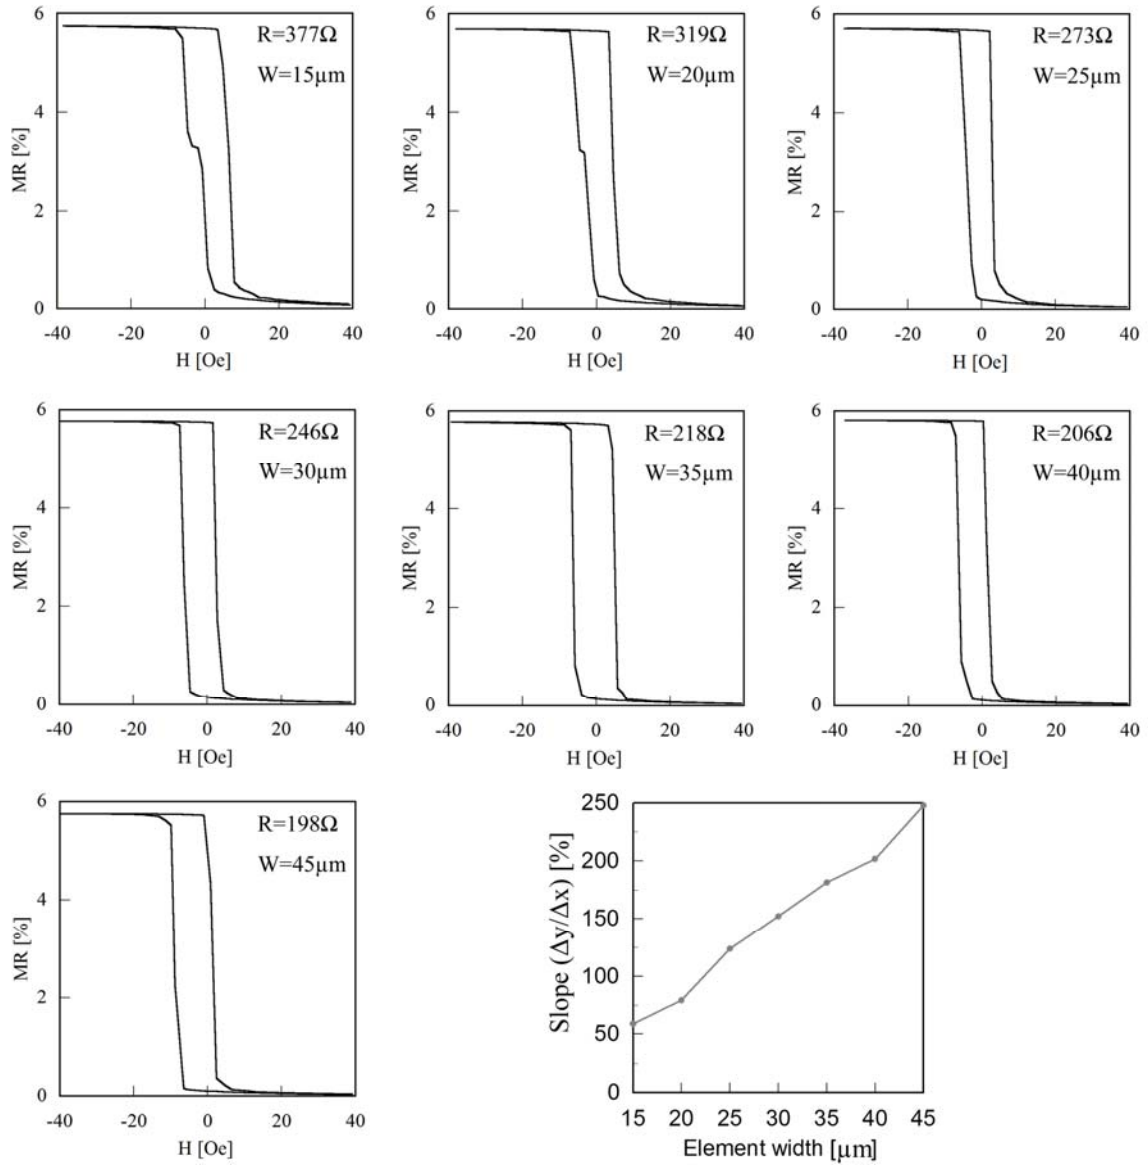 6
4
2
0
MR [%]
R=377Ω
W=15µm
-40 -20 0 20 40
H [Oe]
6
4
2
0
MR [%]
R=319Ω
W=20µm
-40 -20 0 20 40
H [Oe]
6
4
2
0
MR [%]
R=273Ω
W=25µm
-40 -20 0 20 40
H [Oe]
6
4
2
0
MR [%]
R=246Ω
W=30µm
-40 -20 0 20 40
H [Oe]
6
4
2
0
MR [%]
R=218Ω
W=35µm
-40 -20 0 20 40
H [Oe]
6
4
2
0
MR [%]
R=206Ω
W=40µm
-40 -20 0 20 40
H [Oe]
6
4
2
0
MR [%]
R=198Ω
W=45µm
-40 -20 0 20 40
H [Oe]
250
200
150
100
50
0
Slope (Δy/Δx) [%]
15 20 25 30 35 40 45
Element width [µm]